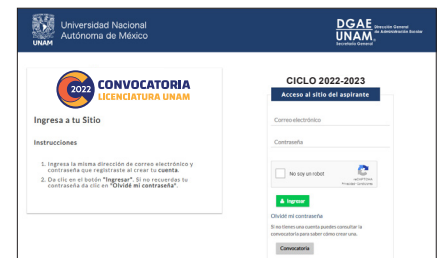 Universidad Nacional
Autónoma de México
UNAM
DGAE
UNAM
Dirección General
de Administración Escolar
Secretaría General
2022
CONVOCATORIA
LICENCIATURA UNAM
Ingresa a tu Sitio
Instrucciones
1. Ingresa la misma dirección de correo electrónico y
contraseña que registraste al crear tu cuenta.
2. Da clic en el botón "Ingresar". Si no recuerdas tu
contraseña da clic en "Olvidé mi contraseña".
CICLO 2022-2023
Acceso al sitio del aspirante
Correo electrónico
Contraseña
No soy un robot
reCAPTCHA
Privacidad - Condiciones
Ingresar
Olvidé mi contraseña
Si no tienes una cuenta puedes consultar la
convocatoria para saber cómo crear una.
Convocatoria